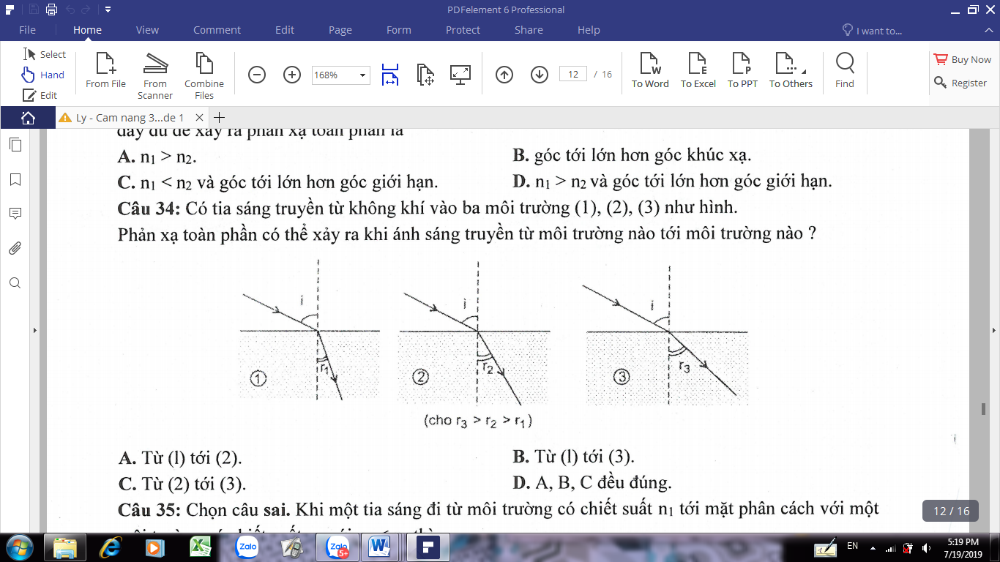 PDFelement 6 Professional
File Home View Comment Edit Page Form Protect Share Help I want to...
Select
Hand
Edit
From File
From Scanner
Combine Files
168%
12 / 16
To Word
To Excel
To PPT
To Others
Find
Buy Now
Register
Ly - Cam nang 3...de 1
đầy đủ để xảy ra phản xạ toàn phần là
A. n1 > n2.
B. góc tới lớn hơn góc khúc xạ.
C. n1 < n2 và góc tới lớn hơn góc giới hạn.
D. n1 > n2 và góc tới lớn hơn góc giới hạn.
Câu 34: Có tia sáng truyền từ không khí vào ba môi trường (1), (2), (3) như hình.
Phản xạ toàn phần có thể xảy ra khi ánh sáng truyền từ môi trường nào tới môi trường nào ?
i
i
i
r1
r2
r3
1
2
3
(cho r3 > r2 > r1)
A. Từ (l) tới (2).
B. Từ (l) tới (3).
C. Từ (2) tới (3).
D. A, B, C đều đúng.
Câu 35: Chọn câu sai. Khi một tia sáng đi từ môi trường có chiết suất n1 tới mặt phân cách với một
12 / 16
Zalo
Zalo
5+
EN
5:19 PM
7/19/2019